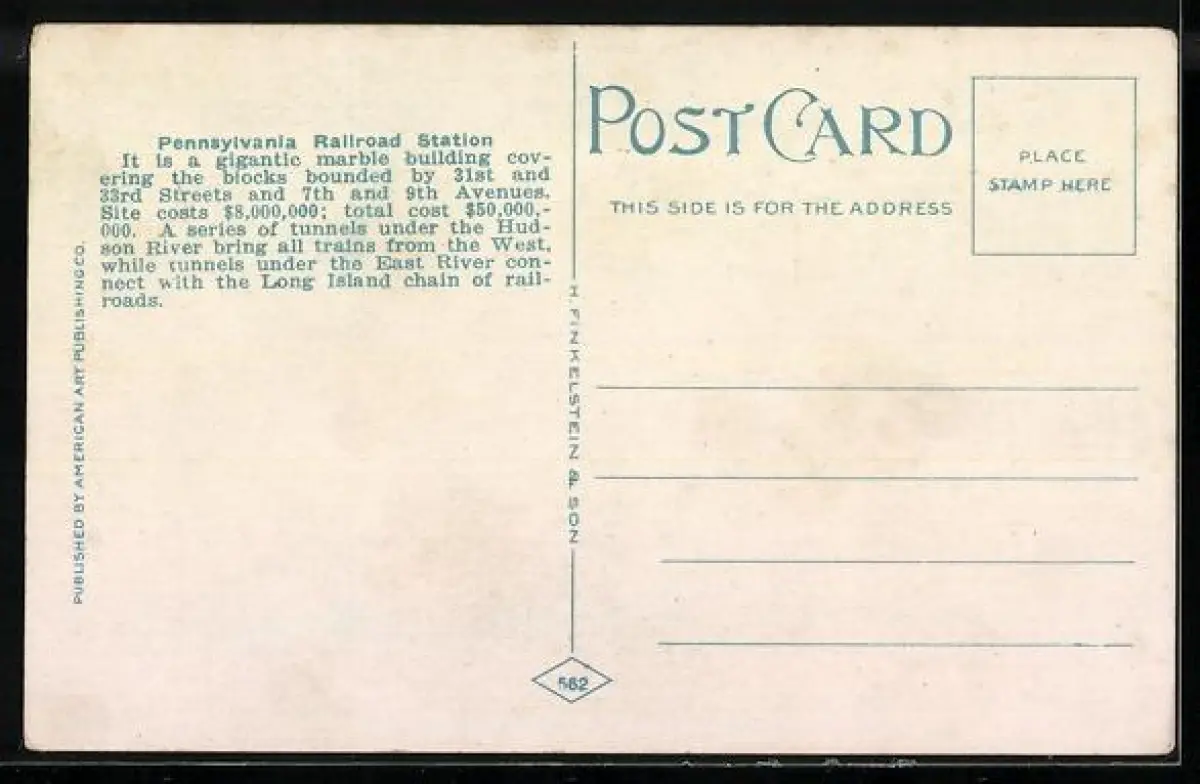 Pennsylvania Railroad Station
It is a gigantic marble building cov-
ering the blocks bounded by 31st and
33rd Streets and 7th and 9th Avenues.
Site costs $8,000,000; total cost $50,000,-
000. A series of tunnels under the Hud-
son River bring all trains from the West,
while tunnels under the East River con-
nect with the Long Island chain of rail-
roads.
PUBLISHED BY AMERICAN ART PUBLISHING CO.
I. FINKELSTEIN & SON
562
POST CARD
THIS SIDE IS FOR THE ADDRESS
PLACE
STAMP HERE